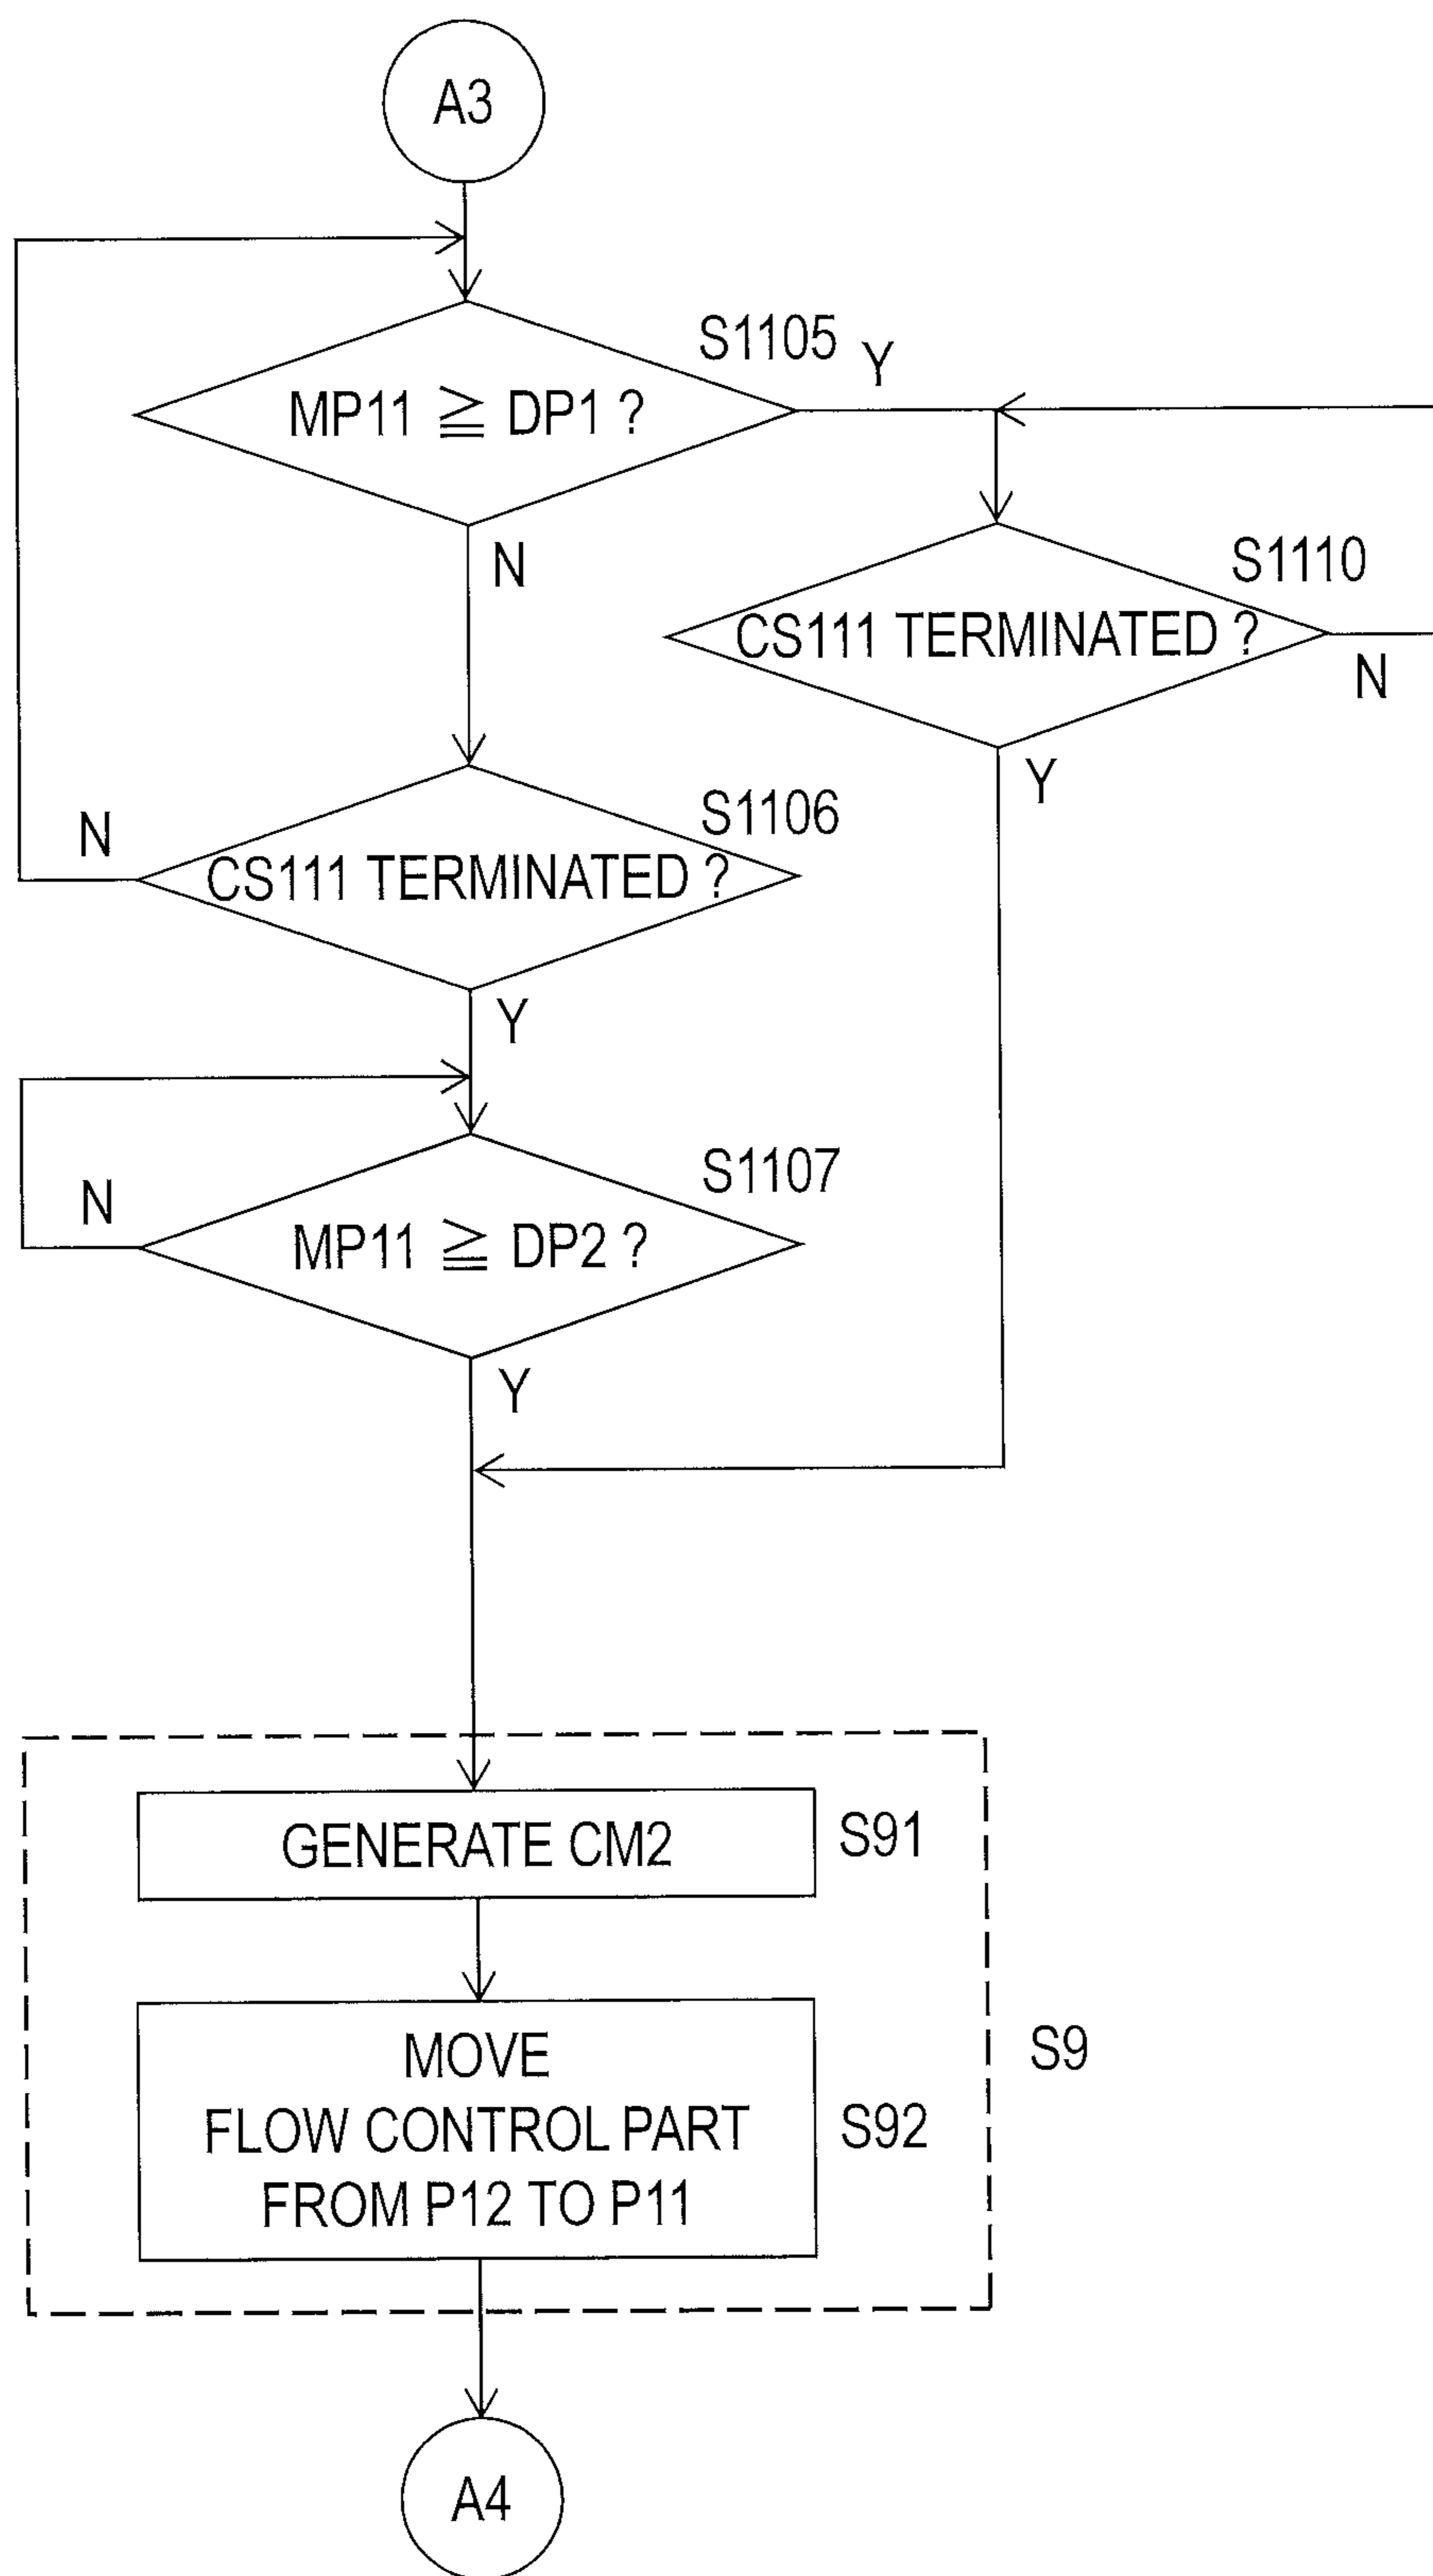 A3
S1105
Y
MP11 ≧ DP1 ?
N
S1110
CS111 TERMINATED ?
N
Y
S1106
N
CS111 TERMINATED ?
Y
S1107
N
MP11 ≧ DP2 ?
Y
GENERATE CM2
S91
MOVE
FLOW CONTROL PART
FROM P12 TO P11
S92
S9
A4